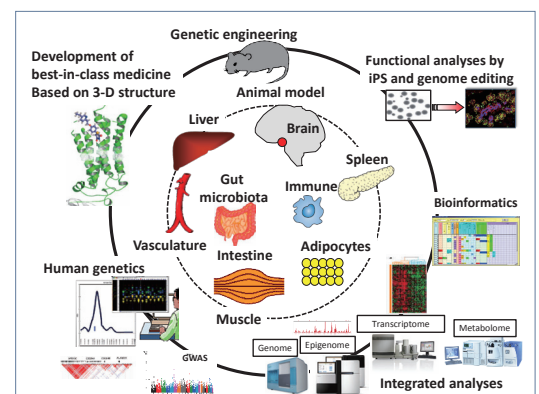 Genetic engineering
Development of
best-in-class medicine
Based on 3-D structure
Functional analyses by
iPS and genome editing
Animal model
Liver
Brain
Spleen
Gut
microbiota
Immune
Bioinformatics
Vasculature
Intestine
Adipocytes
Human genetics
Muscle
Transcriptome
Metabolome
Epigenome
Genome
GWAS
Integrated analyses